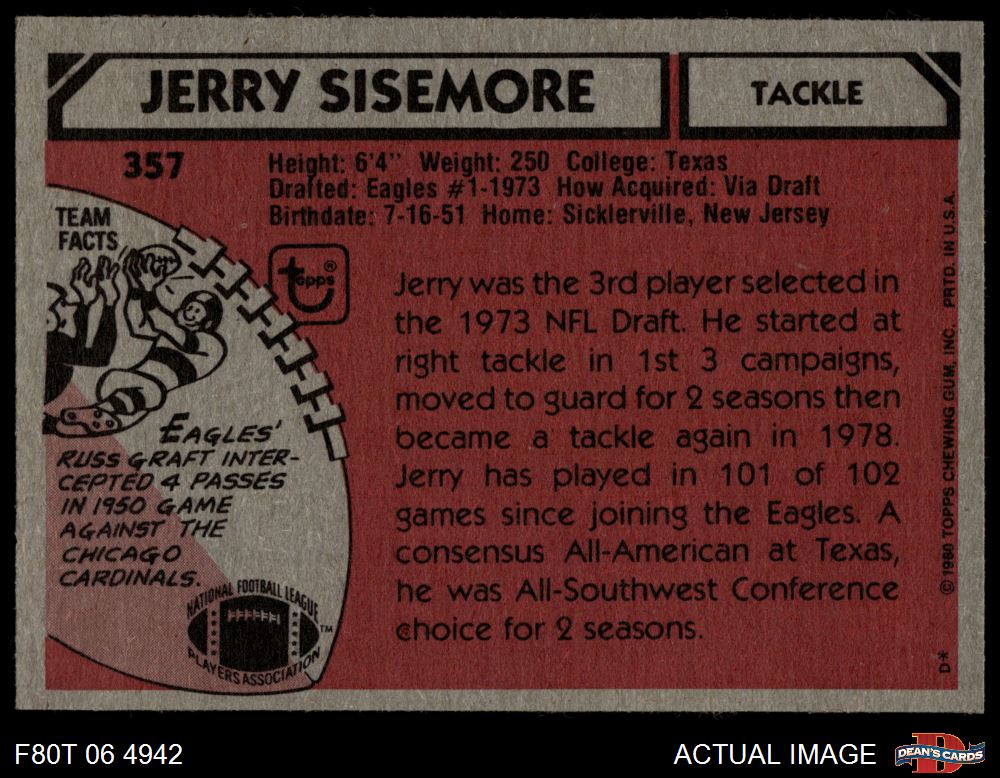 JERRY SISEMORE
TACKLE
357
Height: 6'4" Weight: 250 College: Texas
Drafted: Eagles #1-1973 How Acquired: Via Draft
Birthdate: 7-16-51 Home: Sicklerville, New Jersey
TEAM
FACTS
topps®
Jerry was the 3rd player selected in
the 1973 NFL Draft. He started at
right tackle in 1st 3 campaigns,
moved to guard for 2 seasons then
became a tackle again in 1978.
Jerry has played in 101 of 102
games since joining the Eagles. A
consensus All-American at Texas,
he was All-Southwest Conference
choice for 2 seasons.
EAGLES'
RUSS GRAFT INTER-
CEPTED 4 PASSES
IN 1950 GAME
AGAINST THE
CHICAGO
CARDINALS.
NATIONAL FOOTBALL LEAGUE
PLAYERS ASSOCIATION
TM
© 1980 TOPPS CHEWING GUM, INC. PRTD. IN U.S.A.
D*
F80T 06 4942
ACTUAL IMAGE
D
DEAN'S CARDS